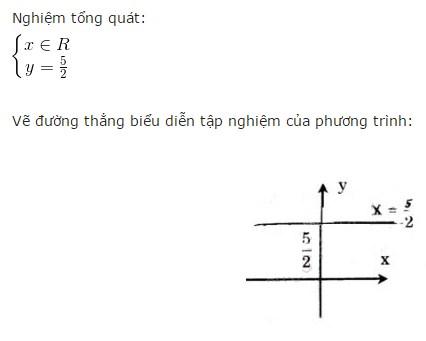 Nghiệm tổng quát:
{x ∈ R
{y = 5/2
Vẽ đường thẳng biểu diễn tập nghiệm của phương trình:
y
x = 5/2
5/2
x